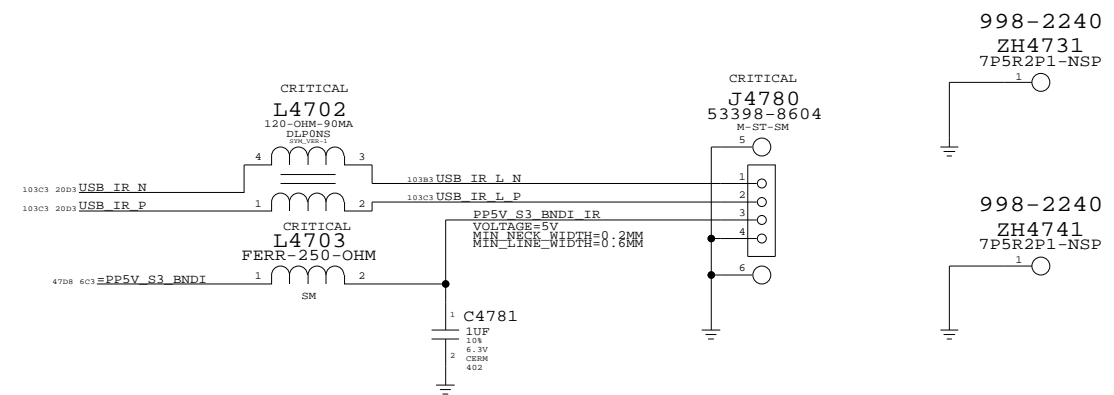 998-2240
ZH4731
7P5R2P1-NSP
1
CRITICAL
L4702
120-OHM-90MA
DLP0NS
SYM_VER-1
4 3
1 2
103C3 20D3 USB_IR_N
103C3 20D3 USB_IR_P
103B3 USB_IR_L_N
103C3 USB_IR_L_P
CRITICAL
J4780
53398-8604
M-ST-SM
5
1
2
3
4
6
PP5V_S3_BNDI_IR
VOLTAGE=5V
MIN_NECK_WIDTH=0.2MM
MIN_LINE_WIDTH=0.6MM
CRITICAL
L4703
FERR-250-OHM
1 2
SM
47D8 6C3 =PP5V_S3_BNDI
998-2240
ZH4741
7P5R2P1-NSP
1
1 C4781
1UF
10%
6.3V
2 CERM
402